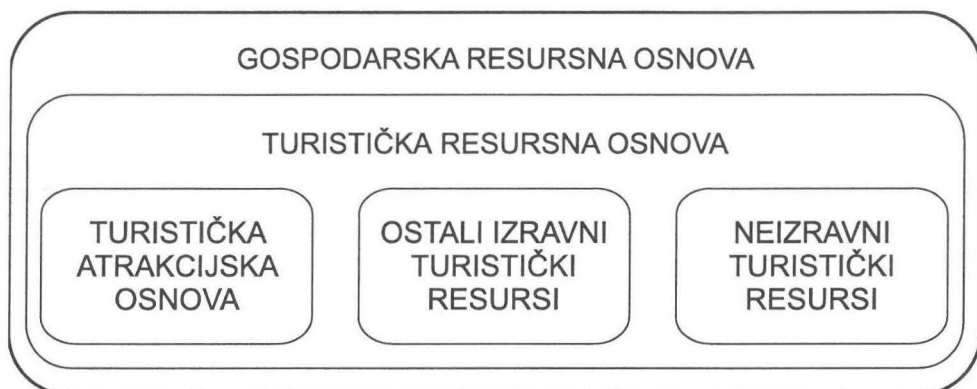 GOSPODARSKA RESURSNA OSNOVA
TURISTIČKA RESURSNA OSNOVA
TURISTIČKA
ATRAKCIJSKA
OSNOVA
OSTALI IZRAVNI
TURISTIČKI
RESURSI
NEIZRAVNI
TURISTIČKI
RESURSI